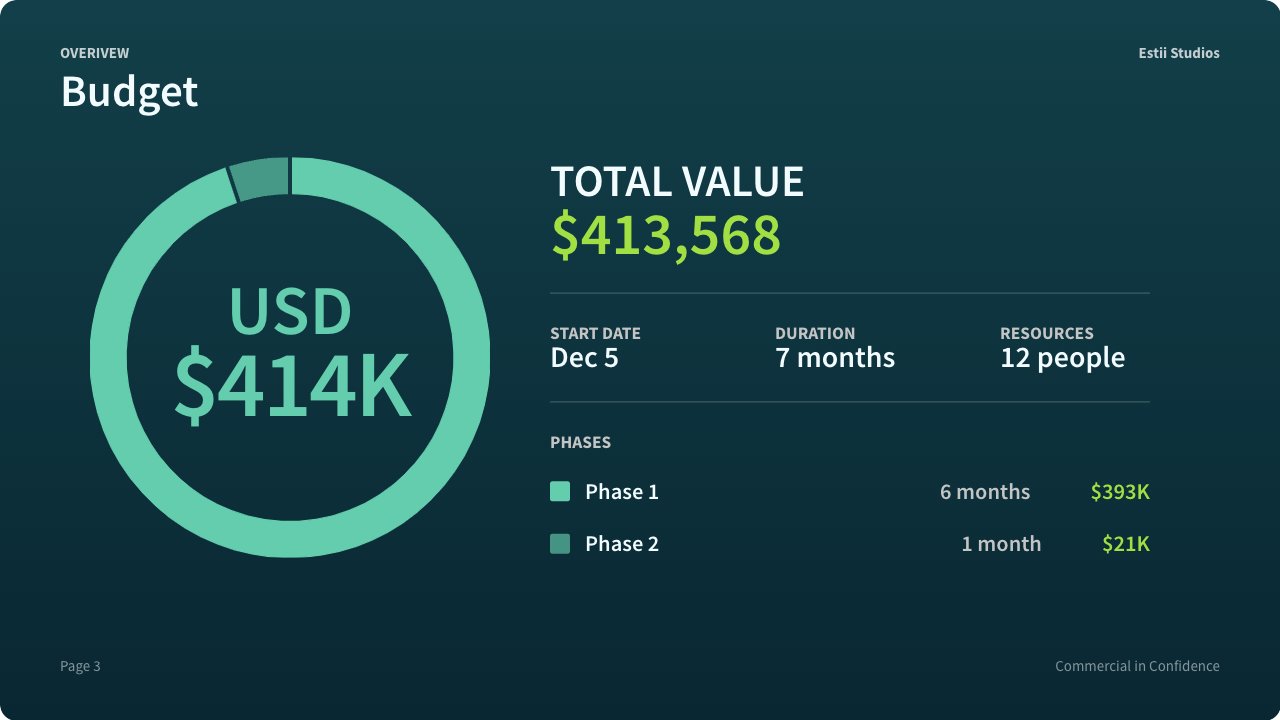 OVERIVEW
Estii Studios
Budget
USD
$414K
TOTAL VALUE
$413,568
START DATE
Dec 5
DURATION
7 months
RESOURCES
12 people
PHASES
Phase 1 6 months $393K
Phase 2 1 month $21K
Page 3
Commercial in Confidence